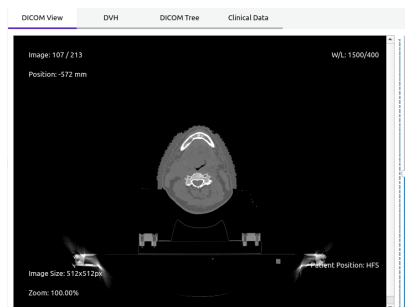 DICOM View DVH DICOM Tree Clinical Data
Image: 107 / 213 W/L: 1500/400
Position: -572 mm
Patient Position: HFS
Image Size: 512x512px
Zoom: 100.00%